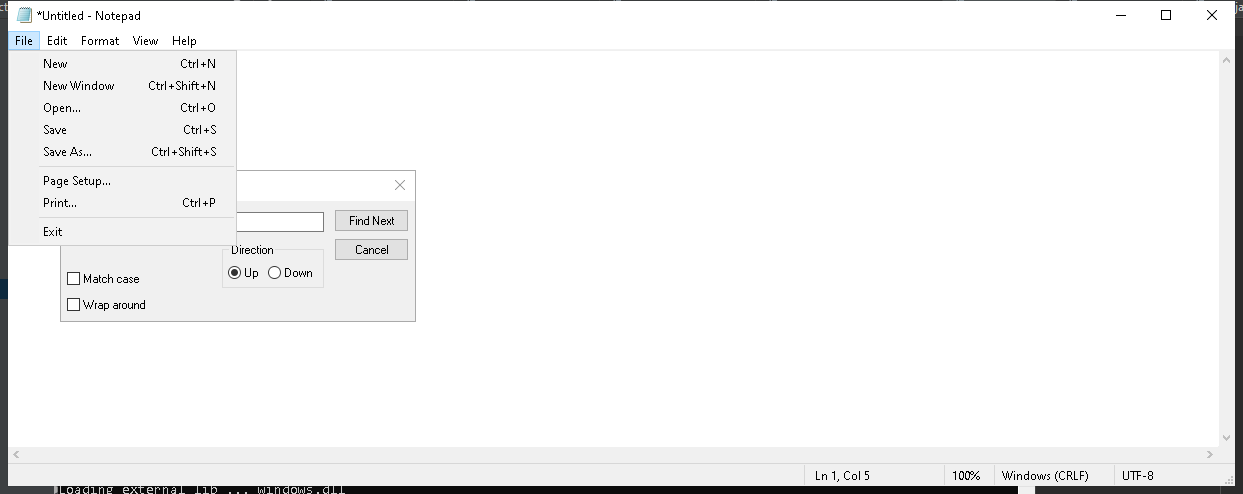 *Untitled - Notepad
File Edit Format View Help
New Ctrl+N
New Window Ctrl+Shift+N
Open... Ctrl+O
Save Ctrl+S
Save As... Ctrl+Shift+S
Page Setup...
Print... Ctrl+P
Exit
Find Next
Cancel
Direction
Up Down
Match case
Wrap around
Ln 1, Col 5 100% Windows (CRLF) UTF-8
Loading external lib ... windows.dll